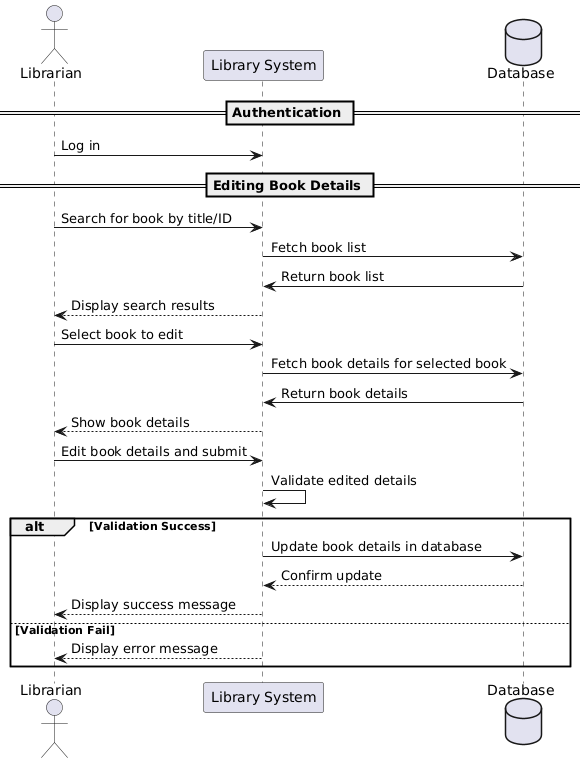 Librarian
Library System
Database
Authentication
Log in
Editing Book Details
Search for book by title/ID
Fetch book list
Return book list
Display search results
Select book to edit
Fetch book details for selected book
Return book details
Show book details
Edit book details and submit
Validate edited details
alt [Validation Success]
Update book details in database
Confirm update
Display success message
[Validation Fail]
Display error message
Librarian
Library System
Database